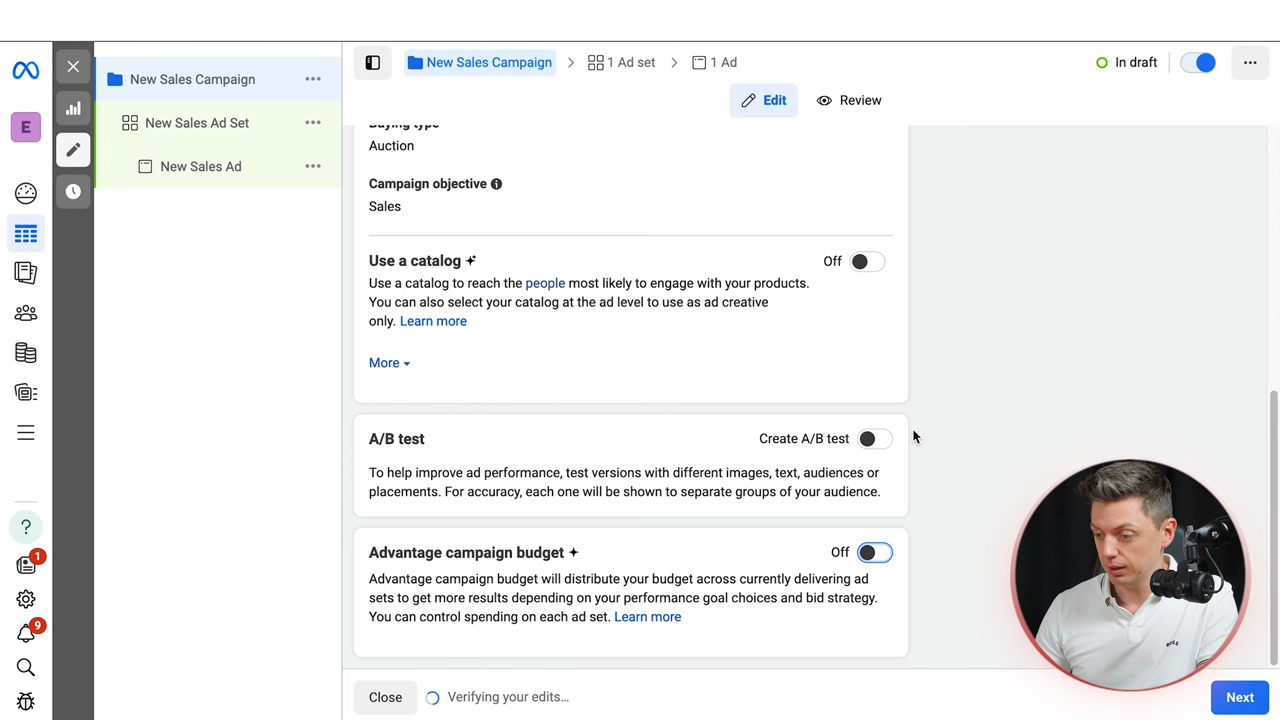 New Sales Campaign
1 Ad set
1 Ad
In draft
New Sales Campaign
New Sales Ad Set
New Sales Ad
E
?
1
9
Edit
Review
Buying type
Auction
Campaign objective
Sales
Use a catalog
Off
Use a catalog to reach the people most likely to engage with your products.
You can also select your catalog at the ad level to use as ad creative
only. Learn more
More
A/B test
Create A/B test
To help improve ad performance, test versions with different images, text, audiences or
placements. For accuracy, each one will be shown to separate groups of your audience.
Advantage campaign budget
Off
Advantage campaign budget will distribute your budget across currently delivering ad
sets to get more results depending on your performance goal choices and bid strategy.
You can control spending on each ad set. Learn more
Close
Verifying your edits…
Next
BOSS